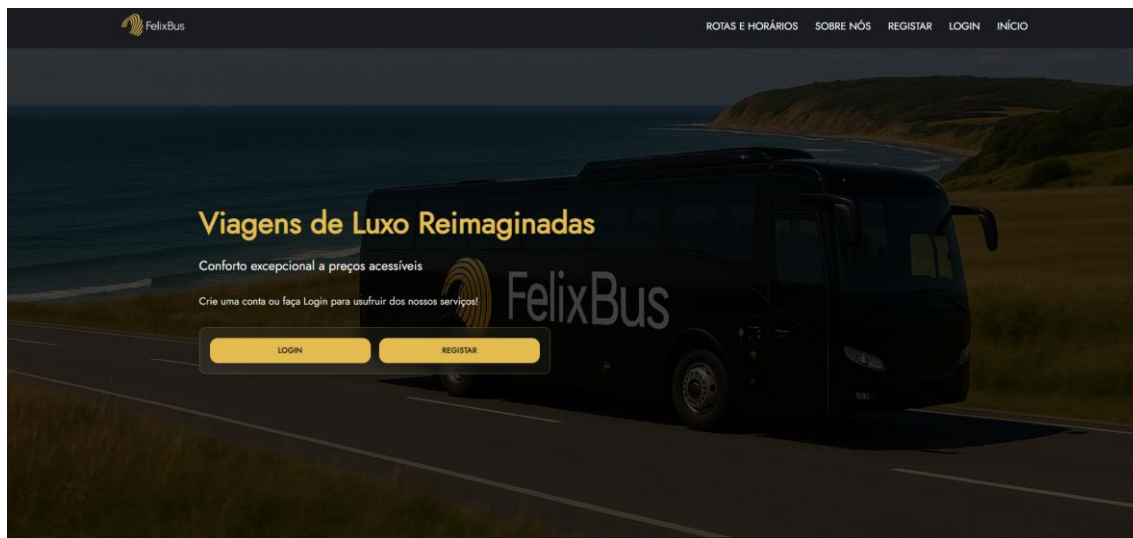 FelixBus
ROTAS E HORÁRIOS SOBRE NÓS REGISTAR LOGIN INÍCIO
Viagens de Luxo Reimaginadas
Conforto excepcional a preços acessíveis
Crie uma conta ou faça Login para usufruir dos nossos serviços!
FelixBus
LOGIN REGISTAR